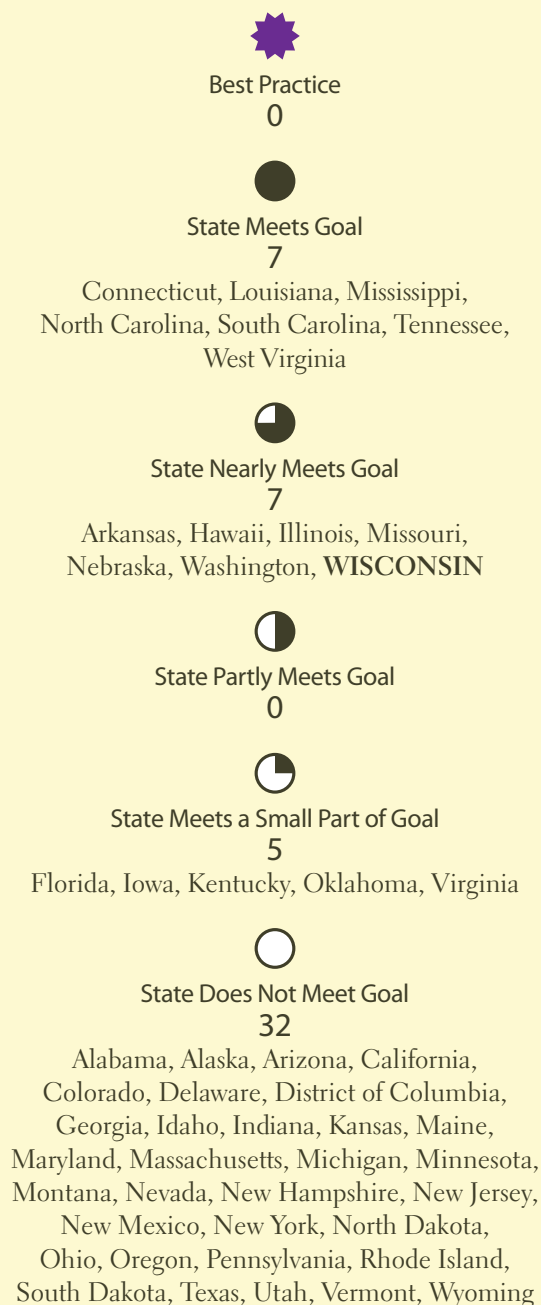 Best Practice
0
State Meets Goal
7
Connecticut, Louisiana, Mississippi,
North Carolina, South Carolina, Tennessee,
West Virginia
State Nearly Meets Goal
7
Arkansas, Hawaii, Illinois, Missouri,
Nebraska, Washington, WISCONSIN
State Partly Meets Goal
0
State Meets a Small Part of Goal
5
Florida, Iowa, Kentucky, Oklahoma, Virginia
State Does Not Meet Goal
32
Alabama, Alaska, Arizona, California,
Colorado, Delaware, District of Columbia,
Georgia, Idaho, Indiana, Kansas, Maine,
Maryland, Massachusetts, Michigan, Minnesota,
Montana, Nevada, New Hampshire, New Jersey,
New Mexico, New York, North Dakota,
Ohio, Oregon, Pennsylvania, Rhode Island,
South Dakota, Texas, Utah, Vermont, Wyoming